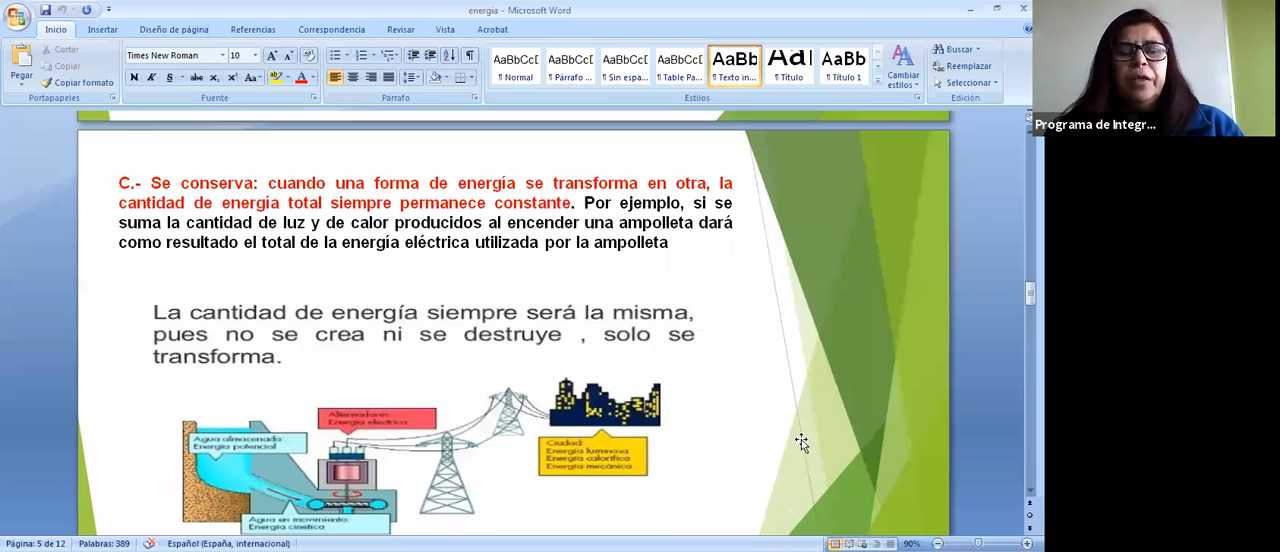 energía - Microsoft Word
Inicio Insertar Diseño de página Referencias Correspondencia Revisar Vista Acrobat
Pegar
Cortar
Copiar
Copiar formato
Portapapeles
Times New Roman 10
Fuente
Párrafo
AaBbCcD AaBbCcD AaBbCcD AaBbCcD AaBb AaI AaBb
¶ Normal ¶ Párrafo ... ¶ Sin espa... ¶ Table Pa... ¶ Texto in... ¶ Título ¶ Título 1
Cambiar
estilos
Estilos
Buscar
Reemplazar
Seleccionar
Edición
Programa de Integr...
C.- Se conserva: cuando una forma de energía se transforma en otra, la
cantidad de energía total siempre permanece constante. Por ejemplo, si se
suma la cantidad de luz y de calor producidos al encender una ampolleta dará
como resultado el total de la energía eléctrica utilizada por la ampolleta
La cantidad de energía siempre será la misma,
pues no se crea ni se destruye , solo se
transforma.
Alternadores:
Energía eléctrica
Agua almacenada:
Energía potencial
Ciudad:
Energía luminosa
Energía calorífica
Energía mecánica
Agua en movimiento:
Energía cinética
Página: 5 de 12 Palabras: 389 Español (España, internacional) 90%